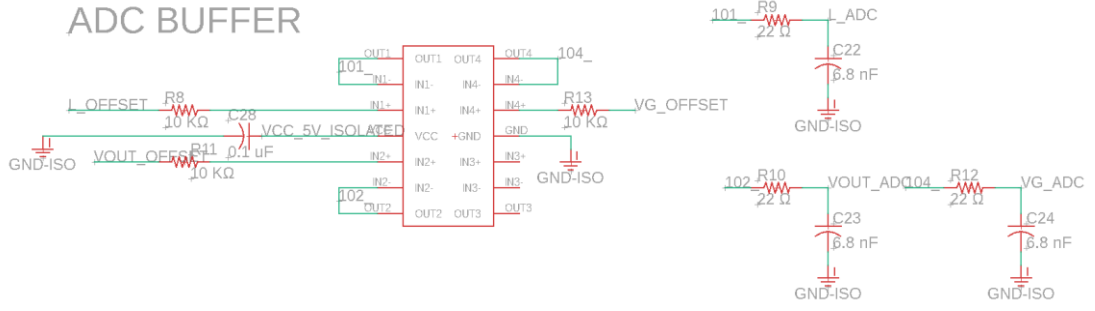 ADC BUFFER
101_
R9
22 Ω
L_ADC
C22
6.8 nF
GND-ISO
OUT1
OUT1
OUT4
OUT4
104_
101_
IN1-
IN1-
IN4-
IN4-
L_OFFSET
R8
10 KΩ
IN1+
IN1+
IN4+
IN4+
R13
10 KΩ
VG_OFFSET
C28
0.1 uF
VCC_5V_ISOLATED
VCC
+GND
GND
GND-ISO
GND-ISO
VOUT_OFFSET
R11
10 KΩ
IN2+
IN2+
IN3+
IN3+
102_
IN2-
IN2-
IN3-
IN3-
OUT2
OUT2
OUT3
OUT3
102_
R10
22 Ω
VOUT_ADC
C23
6.8 nF
GND-ISO
104_
R12
22 Ω
VG_ADC
C24
6.8 nF
GND-ISO